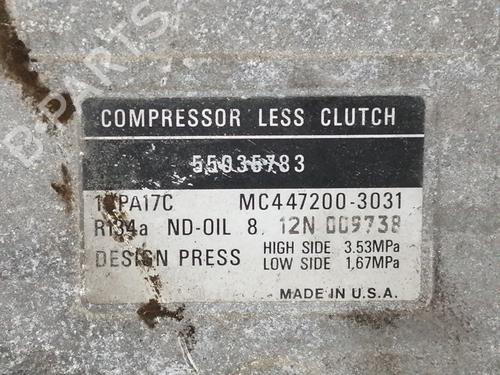 B-PARTS
COMPRESSOR LESS CLUTCH
55035783
MC447200-3031
R134a ND-OIL 8. 12N 009738
DESIGN PRESS HIGH SIDE 3.53MPa
LOW SIDE 1,67MPa
MADE IN U.S.A.